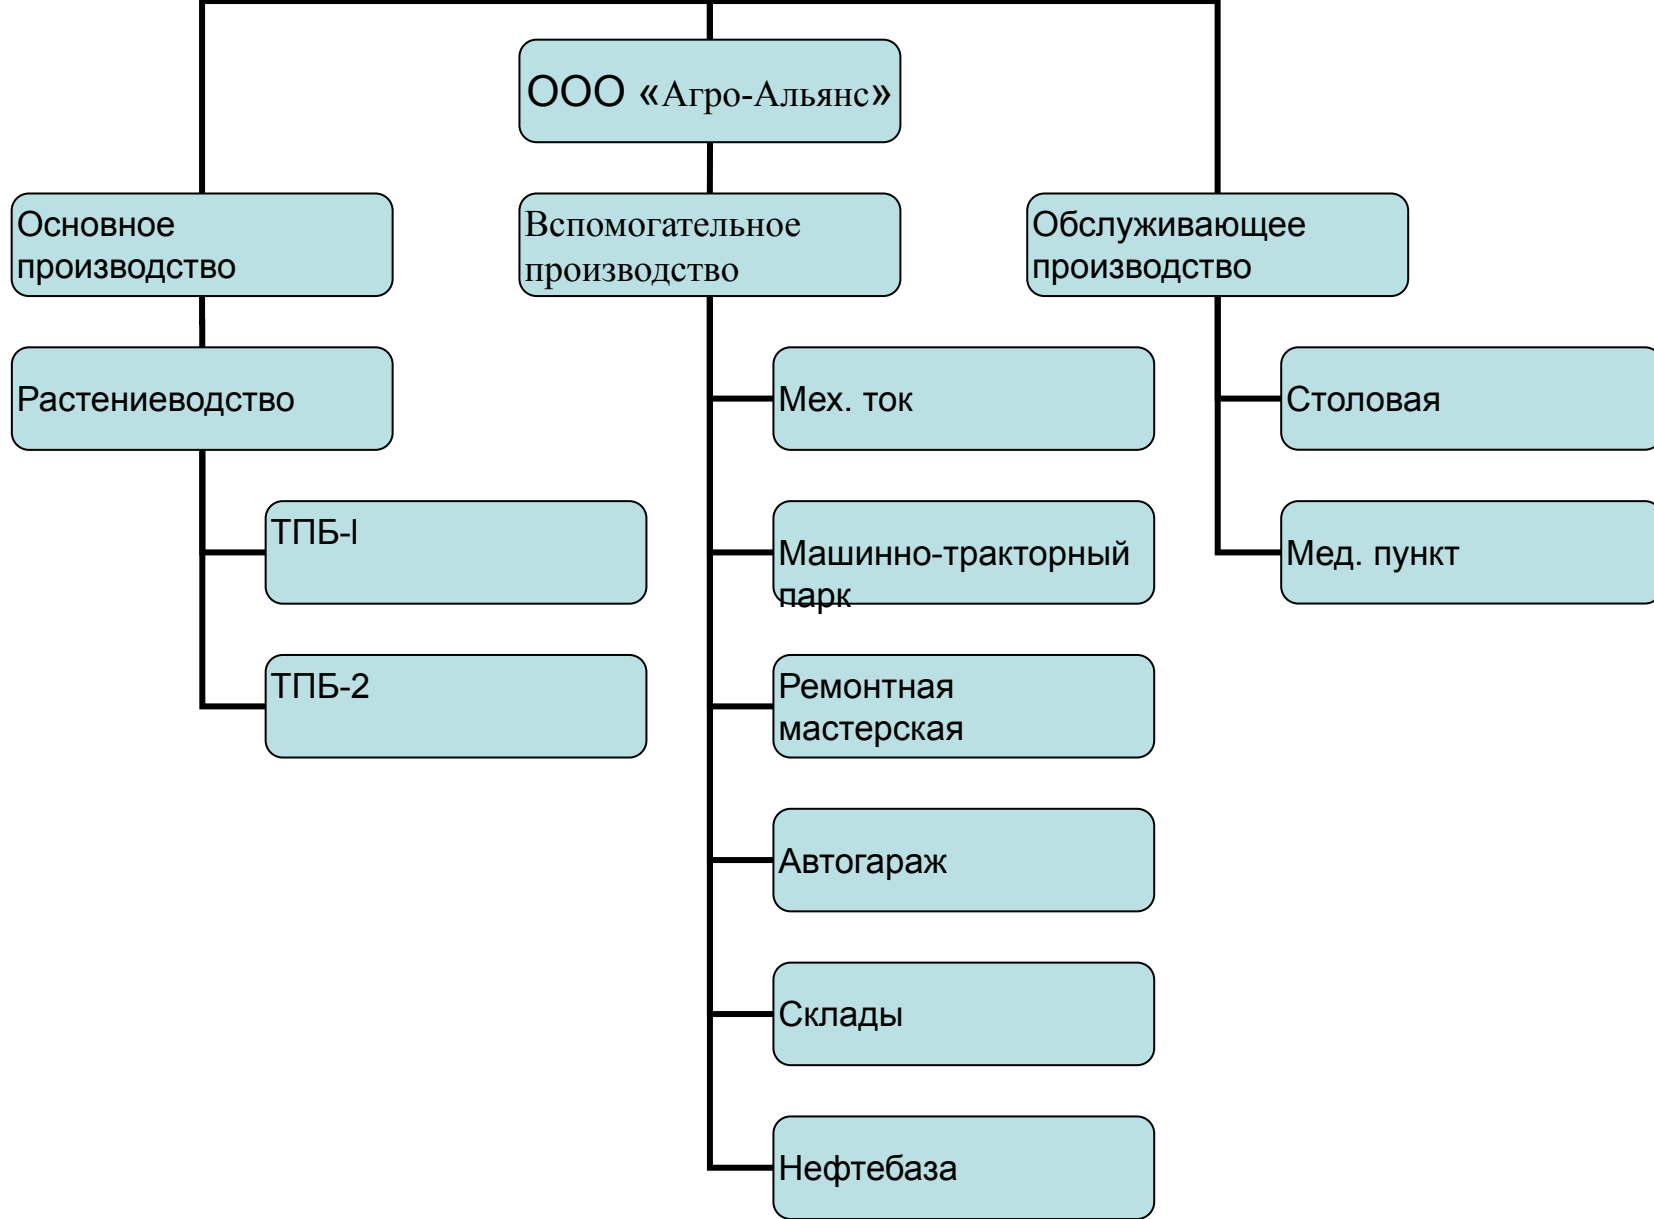 ООО «Агро-Альянс»
Основное
производство
Вспомогательное
производство
Обслуживающее
производство
Растениеводство
Мех. ток
Столовая
ТПБ-I
Машинно-тракторный
парк
Мед. пункт
ТПБ-2
Ремонтная
мастерская
Автогараж
Склады
Нефтебаза